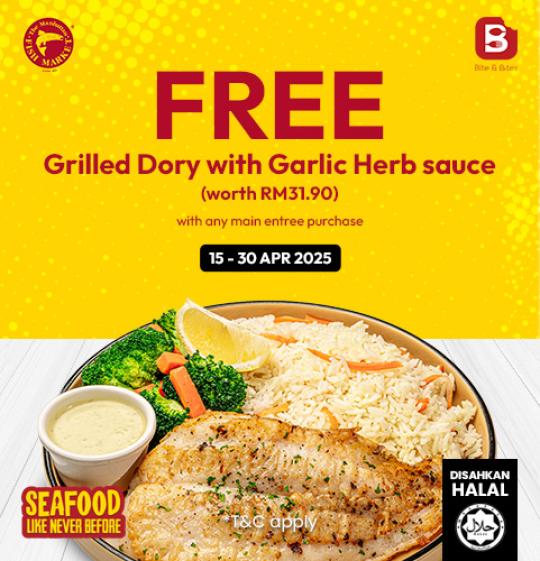 The Manhattan
FISH MARKET
Bite & Bites
FREE
Grilled Dory with Garlic Herb sauce
(worth RM31.90)
with any main entree purchase
15 - 30 APR 2025
SEAFOOD
LIKE NEVER BEFORE
*T&C apply
DISAHKAN
HALAL
حلال